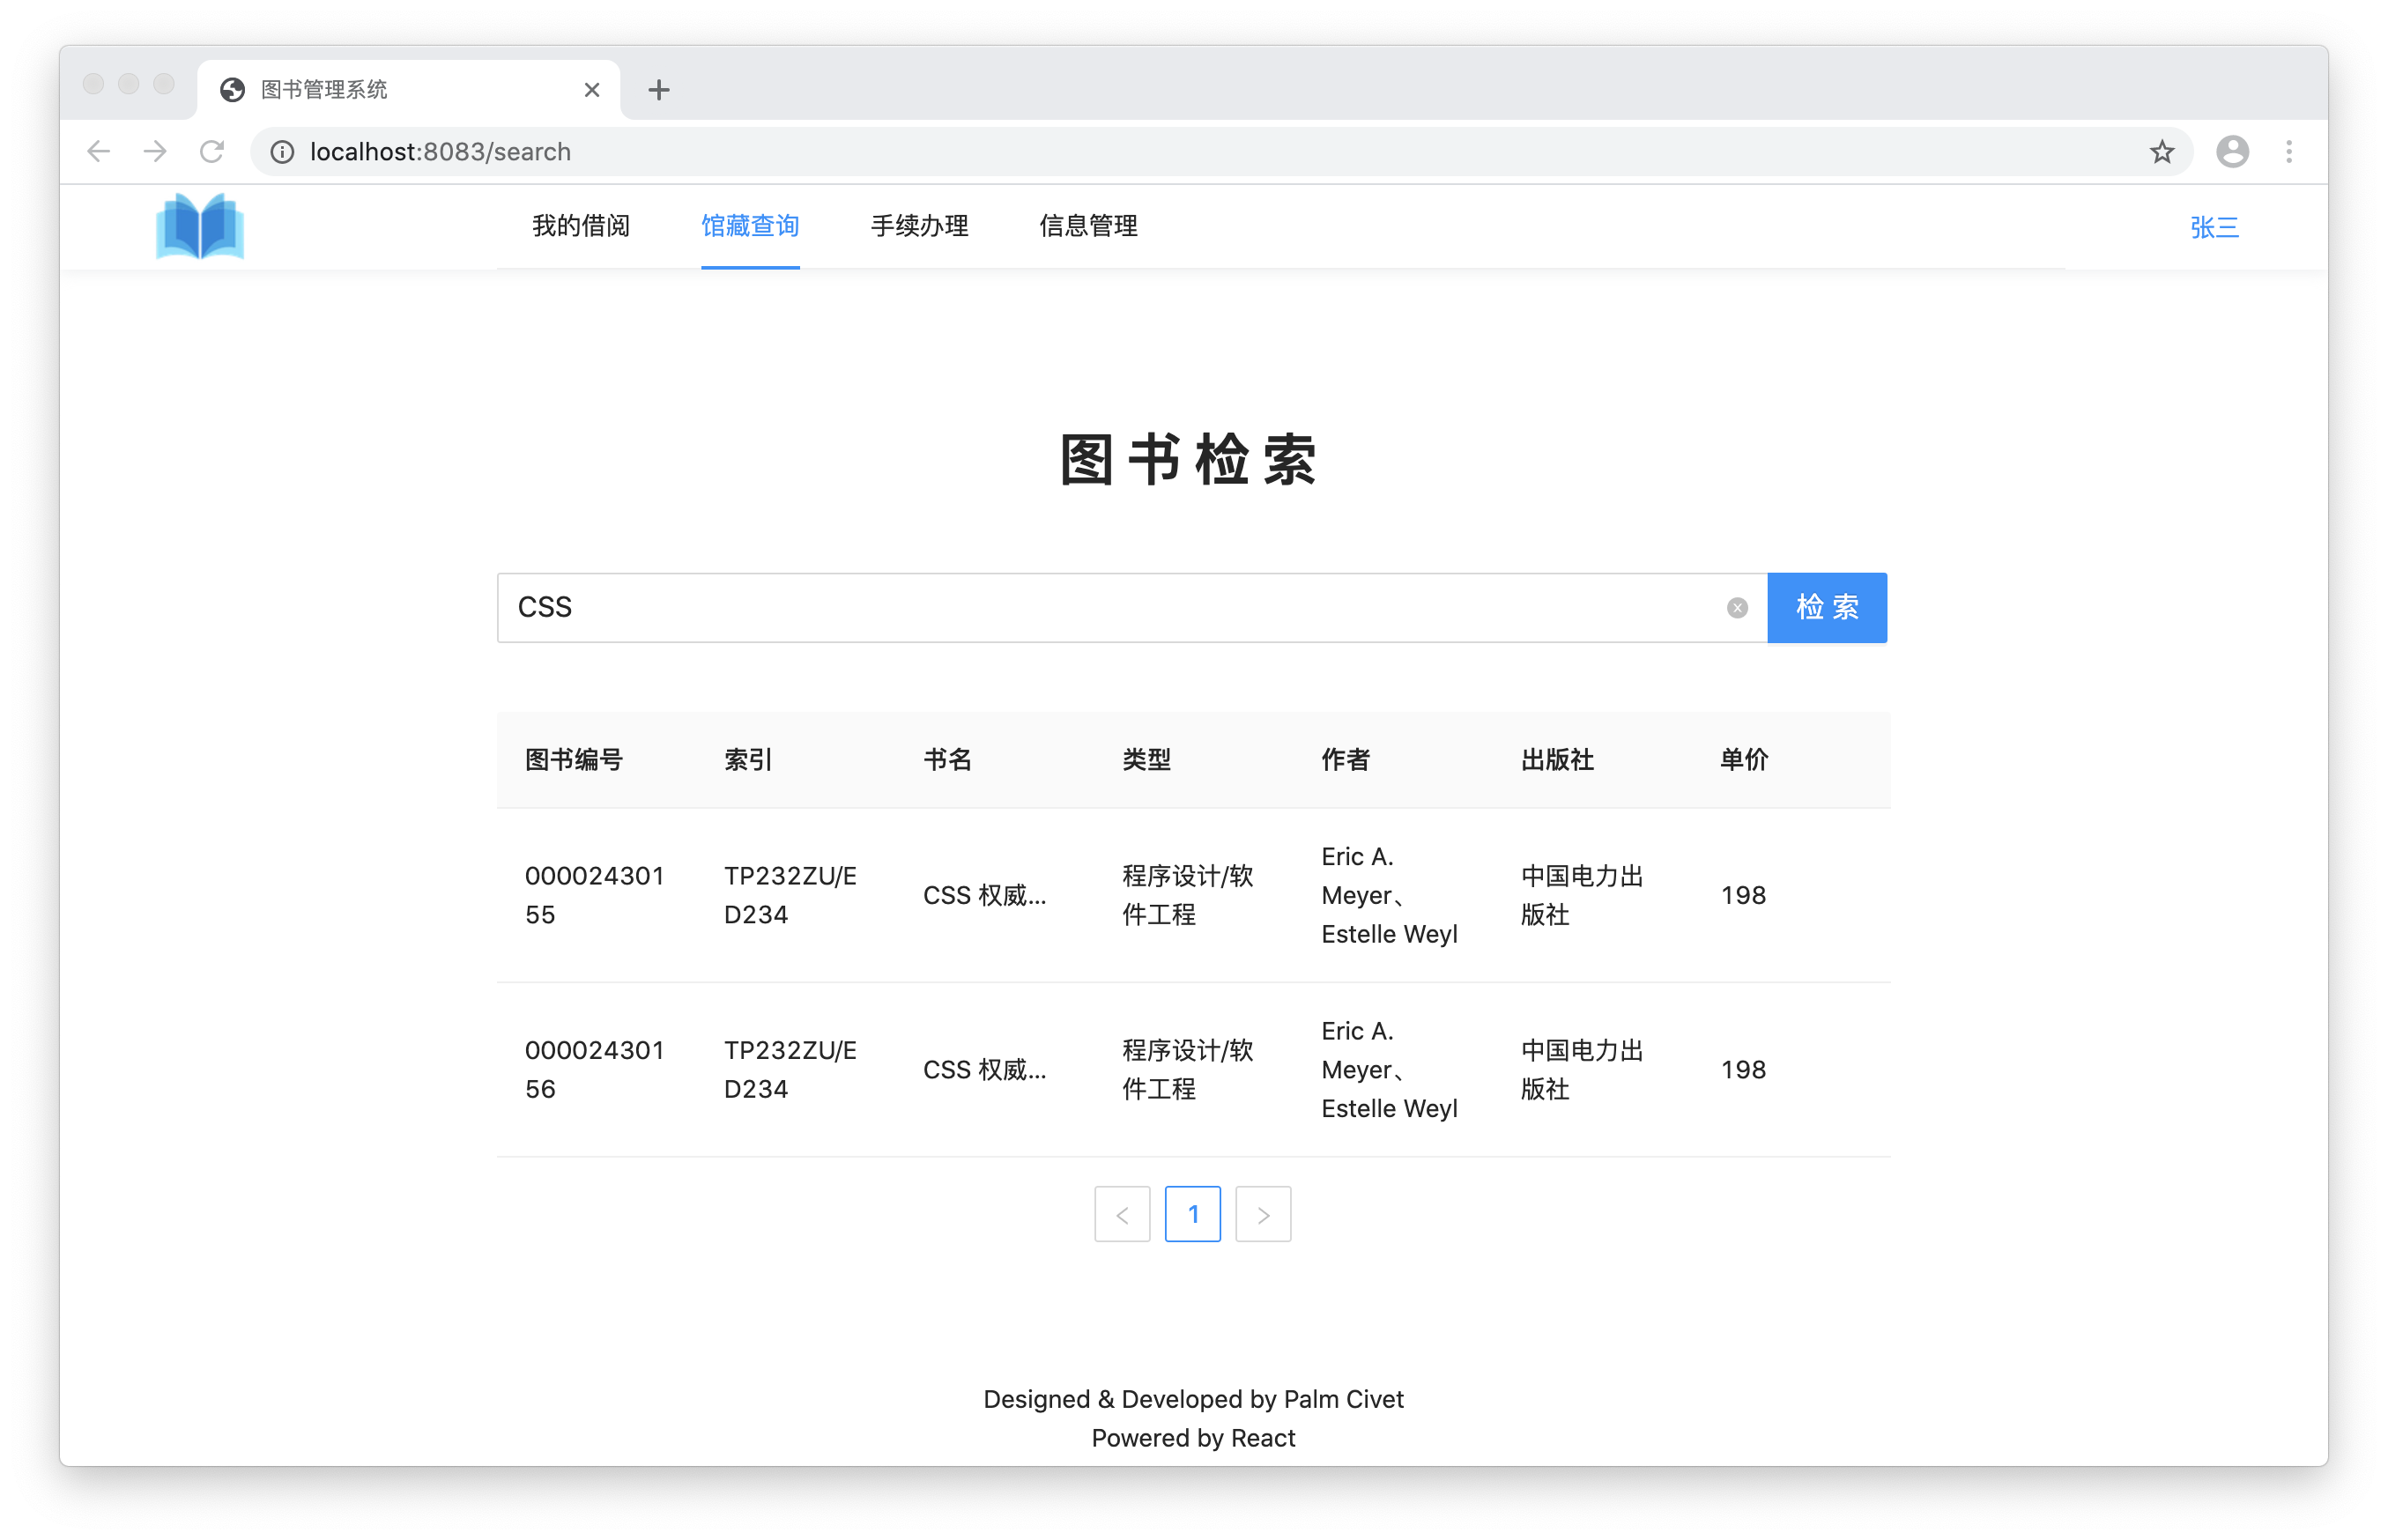 图书管理系统
localhost:8083/search
我的借阅 馆藏查询 手续办理 信息管理 张三
图书检索
CSS 检 索
图书编号 索引 书名 类型 作者 出版社 单价
00002430155 TP232ZU/ED234 CSS 权威... 程序设计/软件工程 Eric A. Meyer、Estelle Weyl 中国电力出版社 198
00002430156 TP232ZU/ED234 CSS 权威... 程序设计/软件工程 Eric A. Meyer、Estelle Weyl 中国电力出版社 198
1
Designed & Developed by Palm Civet
Powered by React